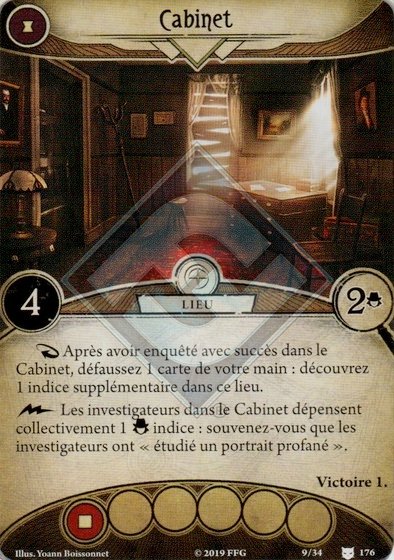 Cabinet
4
LIEU
2
Après avoir enquêté avec succès dans le
Cabinet, défaussez 1 carte de votre main : découvrez
1 indice supplémentaire dans ce lieu.
Les investigateurs dans le Cabinet dépensent
collectivement 1 indice : souvenez-vous que les
investigateurs ont « étudié un portrait profané ».
Victoire 1.
Illus. Yoann Boissonnet
© 2019 FFG
9/34
176